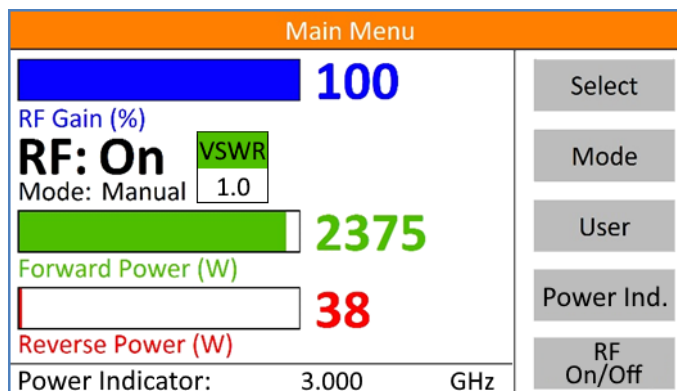 Main Menu
100
RF Gain (%)
RF: On
VSWR
1.0
Mode: Manual
2375
Forward Power (W)
38
Reverse Power (W)
Power Indicator: 3.000 GHz
Select
Mode
User
Power Ind.
RF
On/Off